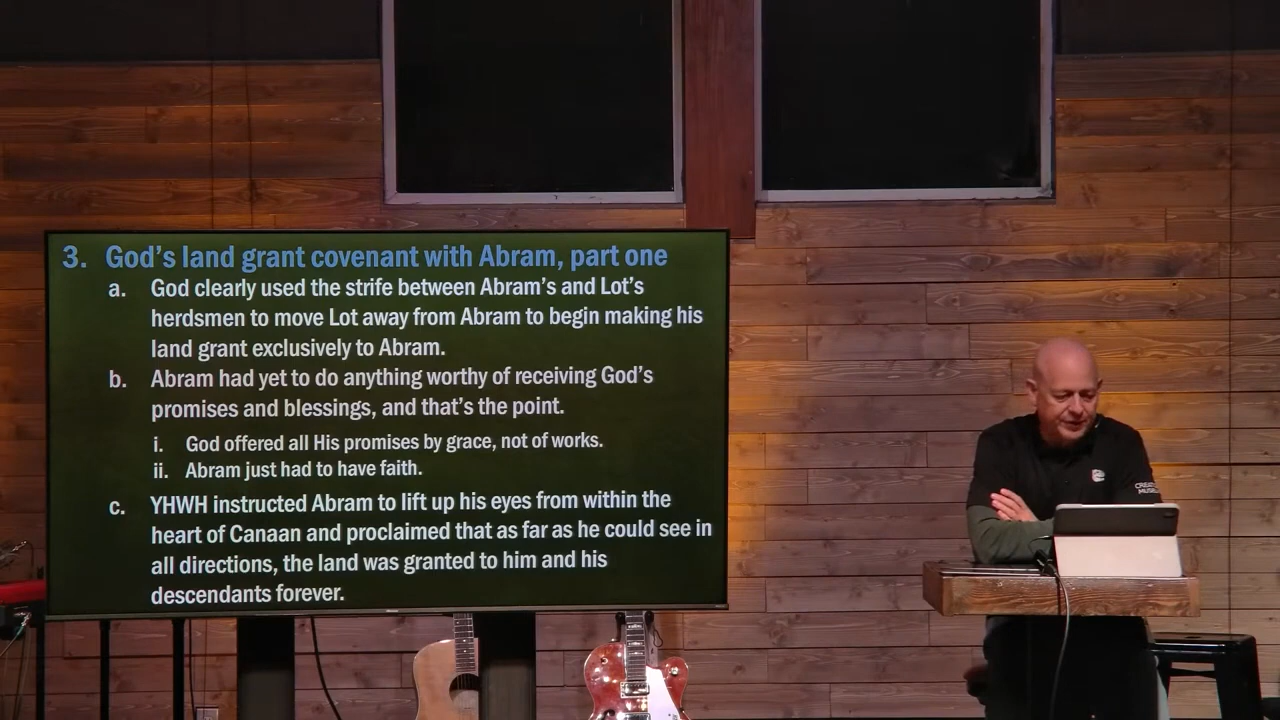 3. God's land grant covenant with Abram, part one
a. God clearly used the strife between Abram's and Lot's
herdsmen to move Lot away from Abram to begin making his
land grant exclusively to Abram.
b. Abram had yet to do anything worthy of receiving God's
promises and blessings, and that's the point.
i. God offered all His promises by grace, not of works.
ii. Abram just had to have faith.
c. YHWH instructed Abram to lift up his eyes from within the
heart of Canaan and proclaimed that as far as he could see in
all directions, the land was granted to him and his
descendants forever.